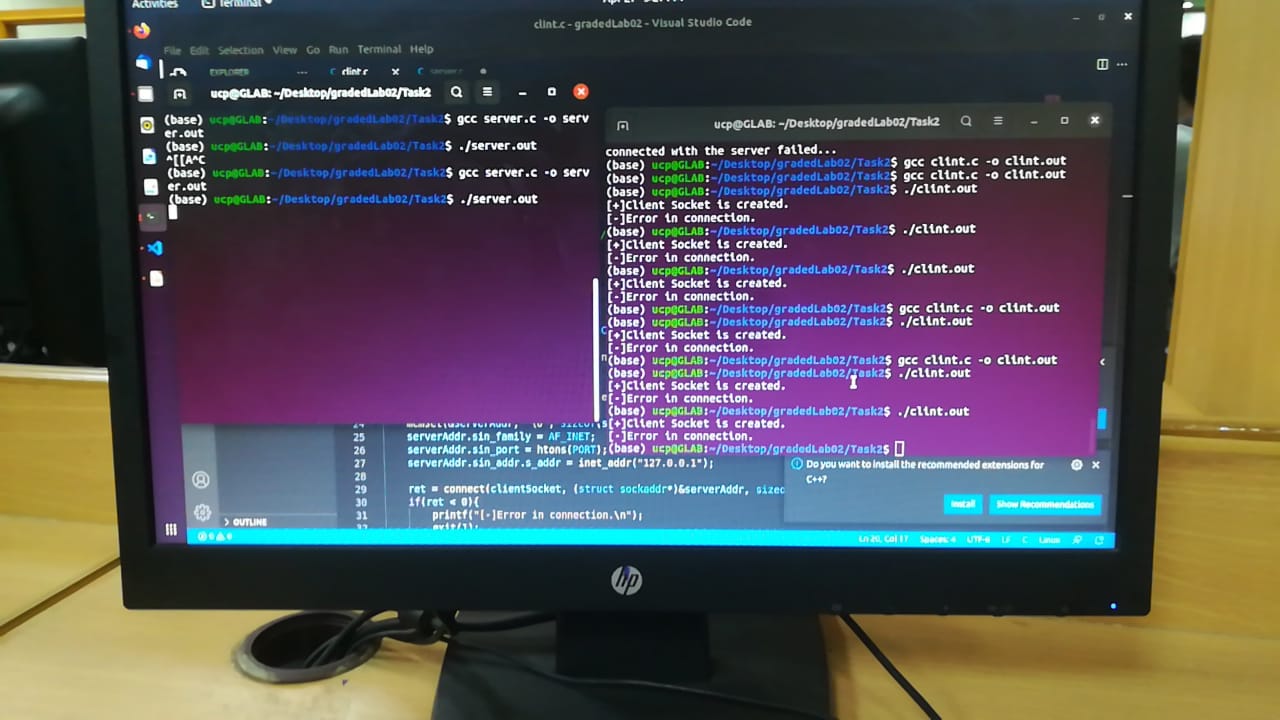 Activities
Terminal
clint.c - gradedLab02 - Visual Studio Code
File Edit Selection View Go Run Terminal Help
EXPLORER ... C clint.c × C server.c ●
ucp@GLAB: ~/Desktop/gradedLab02/Task2
(base) ucp@GLAB:~/Desktop/gradedLab02/Task2$ gcc server.c -o serv
er.out
(base) ucp@GLAB:~/Desktop/gradedLab02/Task2$ ./server.out
^[[A^C
(base) ucp@GLAB:~/Desktop/gradedLab02/Task2$ gcc server.c -o serv
er.out
(base) ucp@GLAB:~/Desktop/gradedLab02/Task2$ ./server.out
ucp@GLAB: ~/Desktop/gradedLab02/Task2
connected with the server failed...
(base) ucp@GLAB:~/Desktop/gradedLab02/Task2$ gcc clint.c -o clint.out
(base) ucp@GLAB:~/Desktop/gradedLab02/Task2$ gcc clint.c -o clint.out
(base) ucp@GLAB:~/Desktop/gradedLab02/Task2$ ./clint.out
[+]Client Socket is created.
[-]Error in connection.
(base) ucp@GLAB:~/Desktop/gradedLab02/Task2$ ./clint.out
[+]Client Socket is created.
[-]Error in connection.
(base) ucp@GLAB:~/Desktop/gradedLab02/Task2$ ./clint.out
[+]Client Socket is created.
[-]Error in connection.
(base) ucp@GLAB:~/Desktop/gradedLab02/Task2$ gcc clint.c -o clint.out
(base) ucp@GLAB:~/Desktop/gradedLab02/Task2$ ./clint.out
[+]Client Socket is created.
[-]Error in connection.
(base) ucp@GLAB:~/Desktop/gradedLab02/Task2$ gcc clint.c -o clint.out
(base) ucp@GLAB:~/Desktop/gradedLab02/Task2$ ./clint.out
[+]Client Socket is created.
[-]Error in connection.
(base) ucp@GLAB:~/Desktop/gradedLab02/Task2$ ./clint.out
[+]Client Socket is created.
[-]Error in connection.
(base) ucp@GLAB:~/Desktop/gradedLab02/Task2$
25 serverAddr.sin_family = AF_INET;
26 serverAddr.sin_port = htons(PORT);
27 serverAddr.sin_addr.s_addr = inet_addr("127.0.0.1");
28
29 ret = connect(clientSocket, (struct sockaddr*)&serverAddr, sizeo
30 if(ret < 0){
31 printf("[-]Error in connection.\n");
32 exit(1);
Do you want to install the recommended extensions for
C++?
Install Show Recommendations
OUTLINE
0 0 Ln 20, Col 17 Spaces: 4 UTF-8 LF C Linux
hp